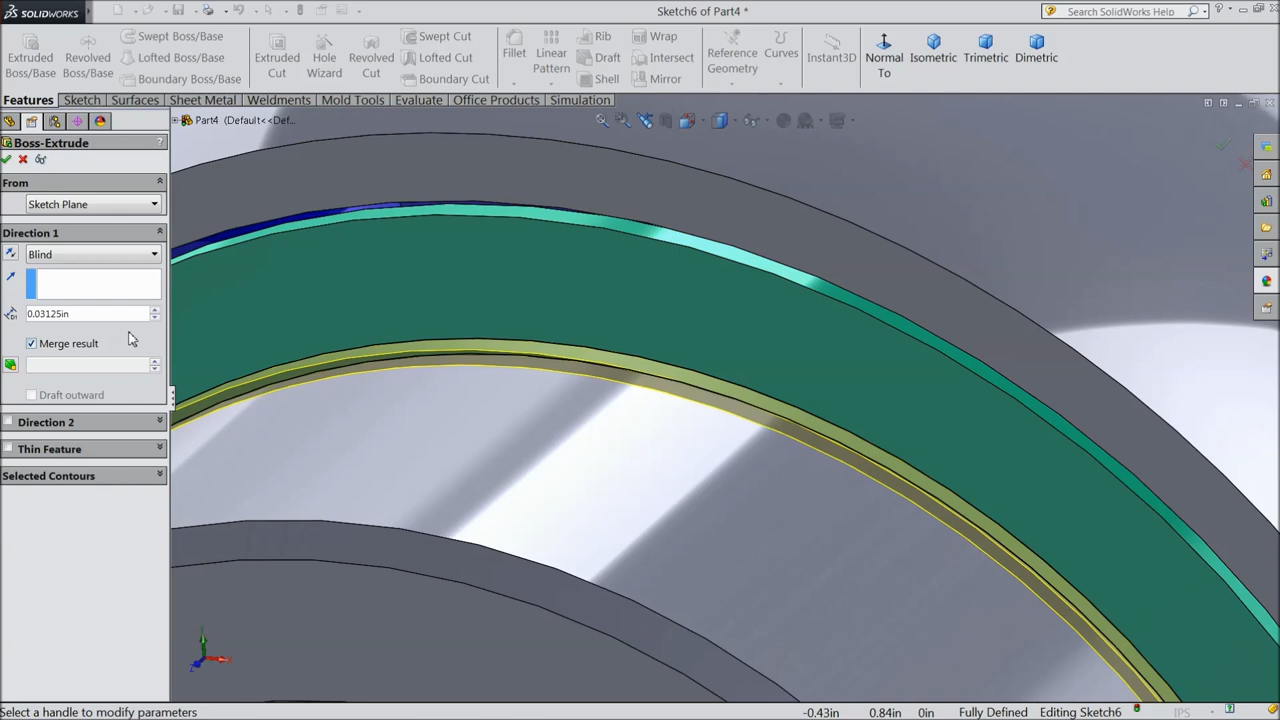 SOLIDWORKS
Sketch6 of Part4 *
Search SolidWorks Help
Extruded Boss/Base
Revolved Boss/Base
Swept Boss/Base
Lofted Boss/Base
Boundary Boss/Base
Extruded Cut
Hole Wizard
Revolved Cut
Swept Cut
Lofted Cut
Boundary Cut
Fillet
Linear Pattern
Rib
Draft
Shell
Wrap
Intersect
Mirror
Reference Geometry
Curves
Instant3D
Normal To
Isometric
Trimetric
Dimetric
Features
Sketch
Surfaces
Sheet Metal
Weldments
Mold Tools
Evaluate
Office Products
Simulation
Part4 (Default<<Def...
Boss-Extrude
?
From
Sketch Plane
Direction 1
Blind
0.03125in
Merge result
Draft outward
Direction 2
Thin Feature
Selected Contours
Select a handle to modify parameters
-0.43in
0.84in
0in
Fully Defined
Editing Sketch6
IPS